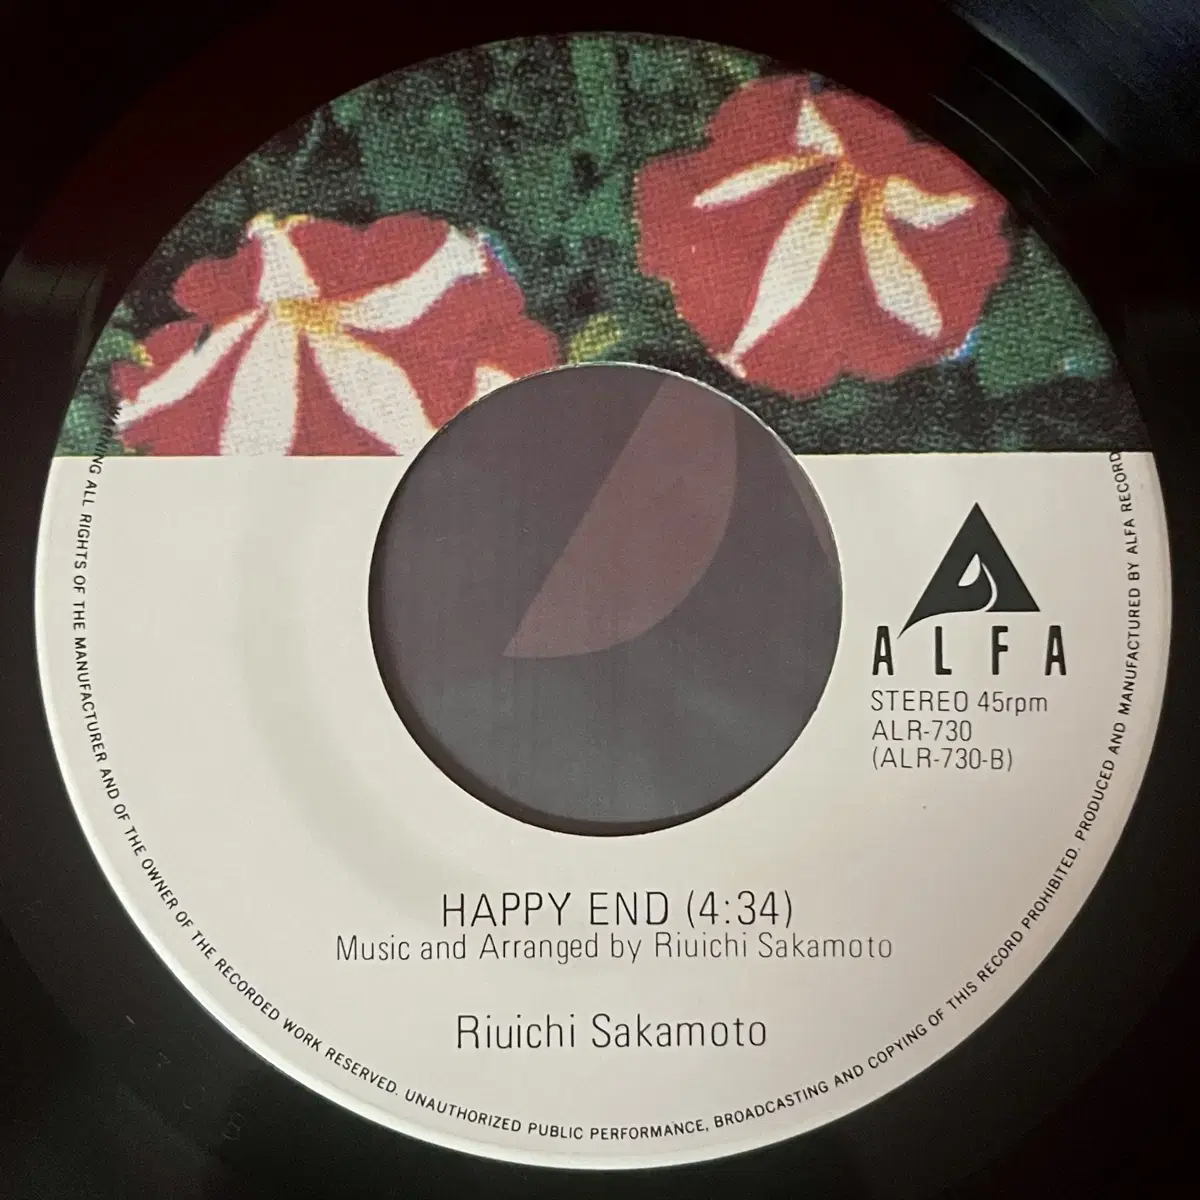 ALFA
STEREO 45rpm
ALR-730
(ALR-730-B)
HAPPY END (4:34)
Music and Arranged by Riuichi Sakamoto
Riuichi Sakamoto
WARNING ALL RIGHTS OF THE MANUFACTURER AND OF THE OWNER OF THE RECORDED WORK RESERVED. UNAUTHORIZED PUBLIC PERFORMANCE, BROADCASTING AND COPYING OF THIS RECORD PROHIBITED. PRODUCED AND MANUFACTURED BY ALFA RECORD